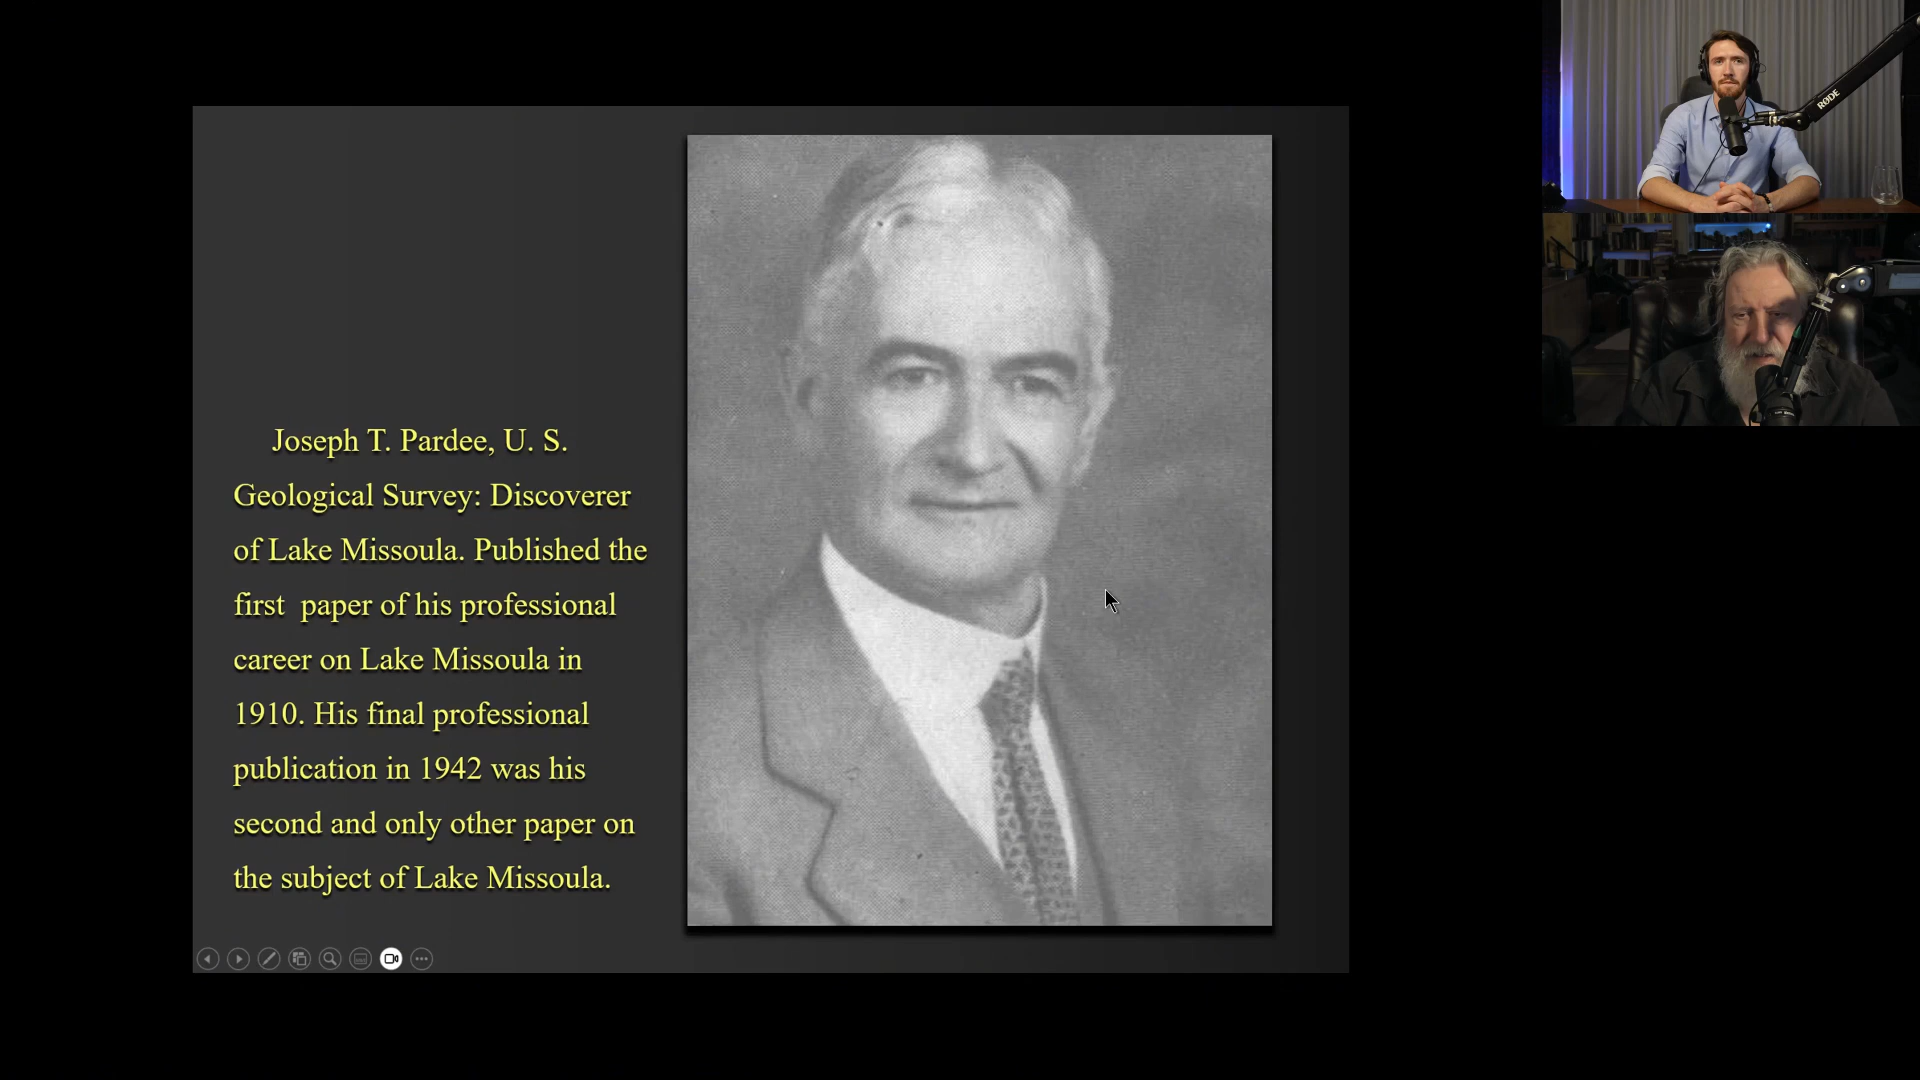 Joseph T. Pardee, U. S.
Geological Survey: Discoverer
of Lake Missoula. Published the
first  paper of his professional
career on Lake Missoula in
1910. His final professional
publication in 1942 was his
second and only other paper on
the subject of Lake Missoula.
RØDE